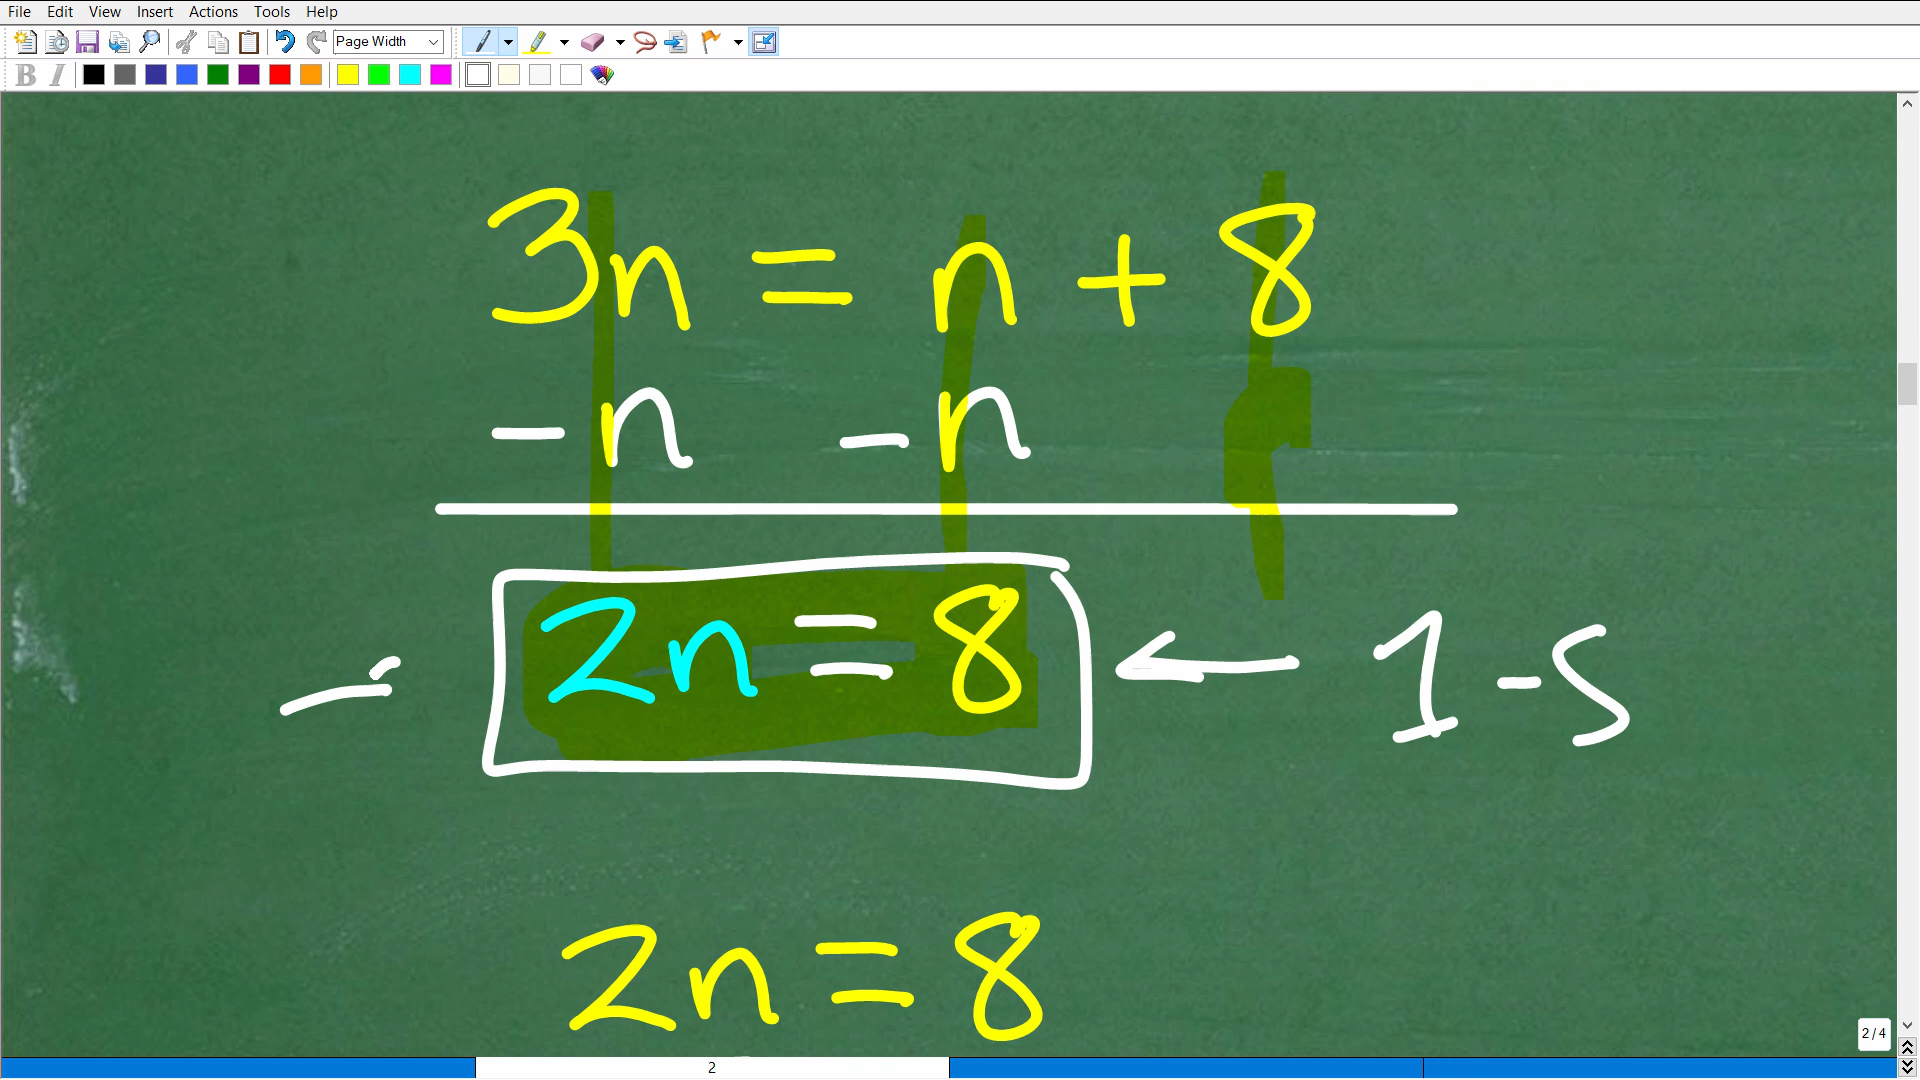 File Edit View Insert Actions Tools Help
Page Width
B I
3n = n + 8
- n - n
2n = 8 ← 1 - S
2n = 8
2 / 4
2